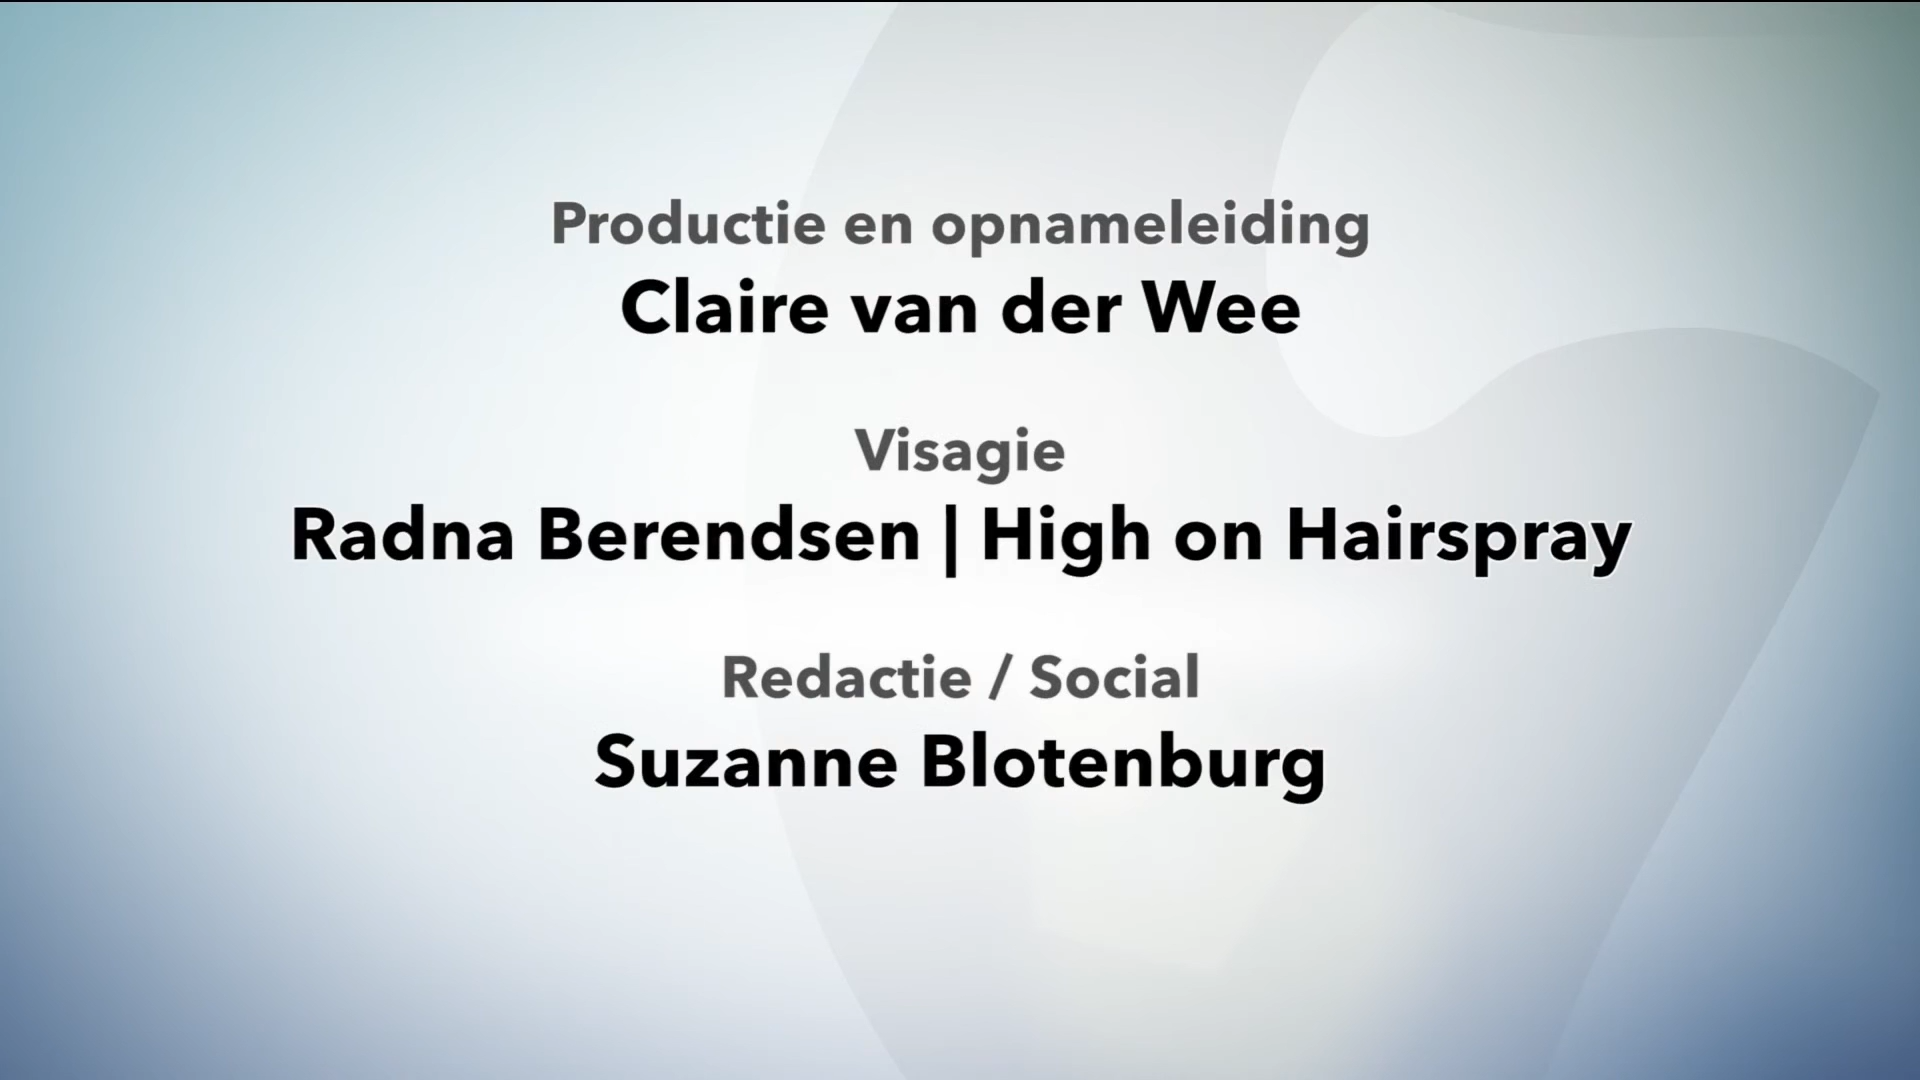 Productie en opnameleiding
Claire van der Wee
Visagie
Radna Berendsen | High on Hairspray
Redactie / Social
Suzanne Blotenburg